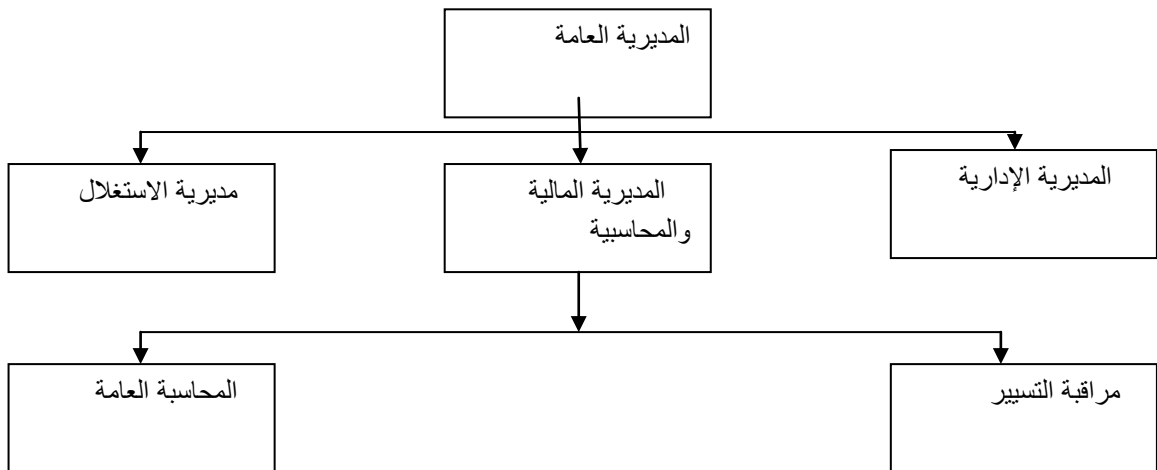 المديرية العامة
المديرية الإدارية
المديرية المالية
والمحاسبية
مديرية الاستغلال
مراقبة التسيير
المحاسبة العامة